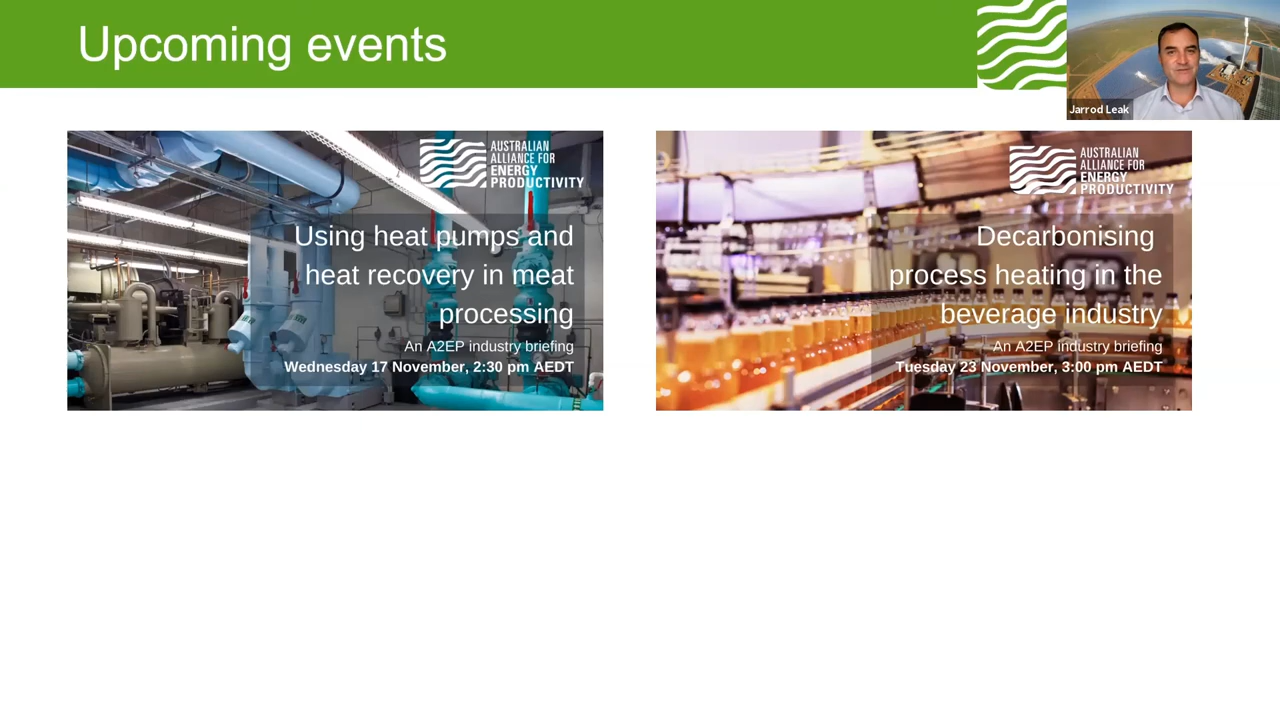 Upcoming events
Jarrod Leak
AUSTRALIAN
ALLIANCE FOR
ENERGY
PRODUCTIVITY
Using heat pumps and
heat recovery in meat
processing
An A2EP industry briefing
Wednesday 17 November, 2:30 pm AEDT
AUSTRALIAN
ALLIANCE FOR
ENERGY
PRODUCTIVITY
Decarbonising
process heating in the
beverage industry
An A2EP industry briefing
Tuesday 23 November, 3:00 pm AEDT